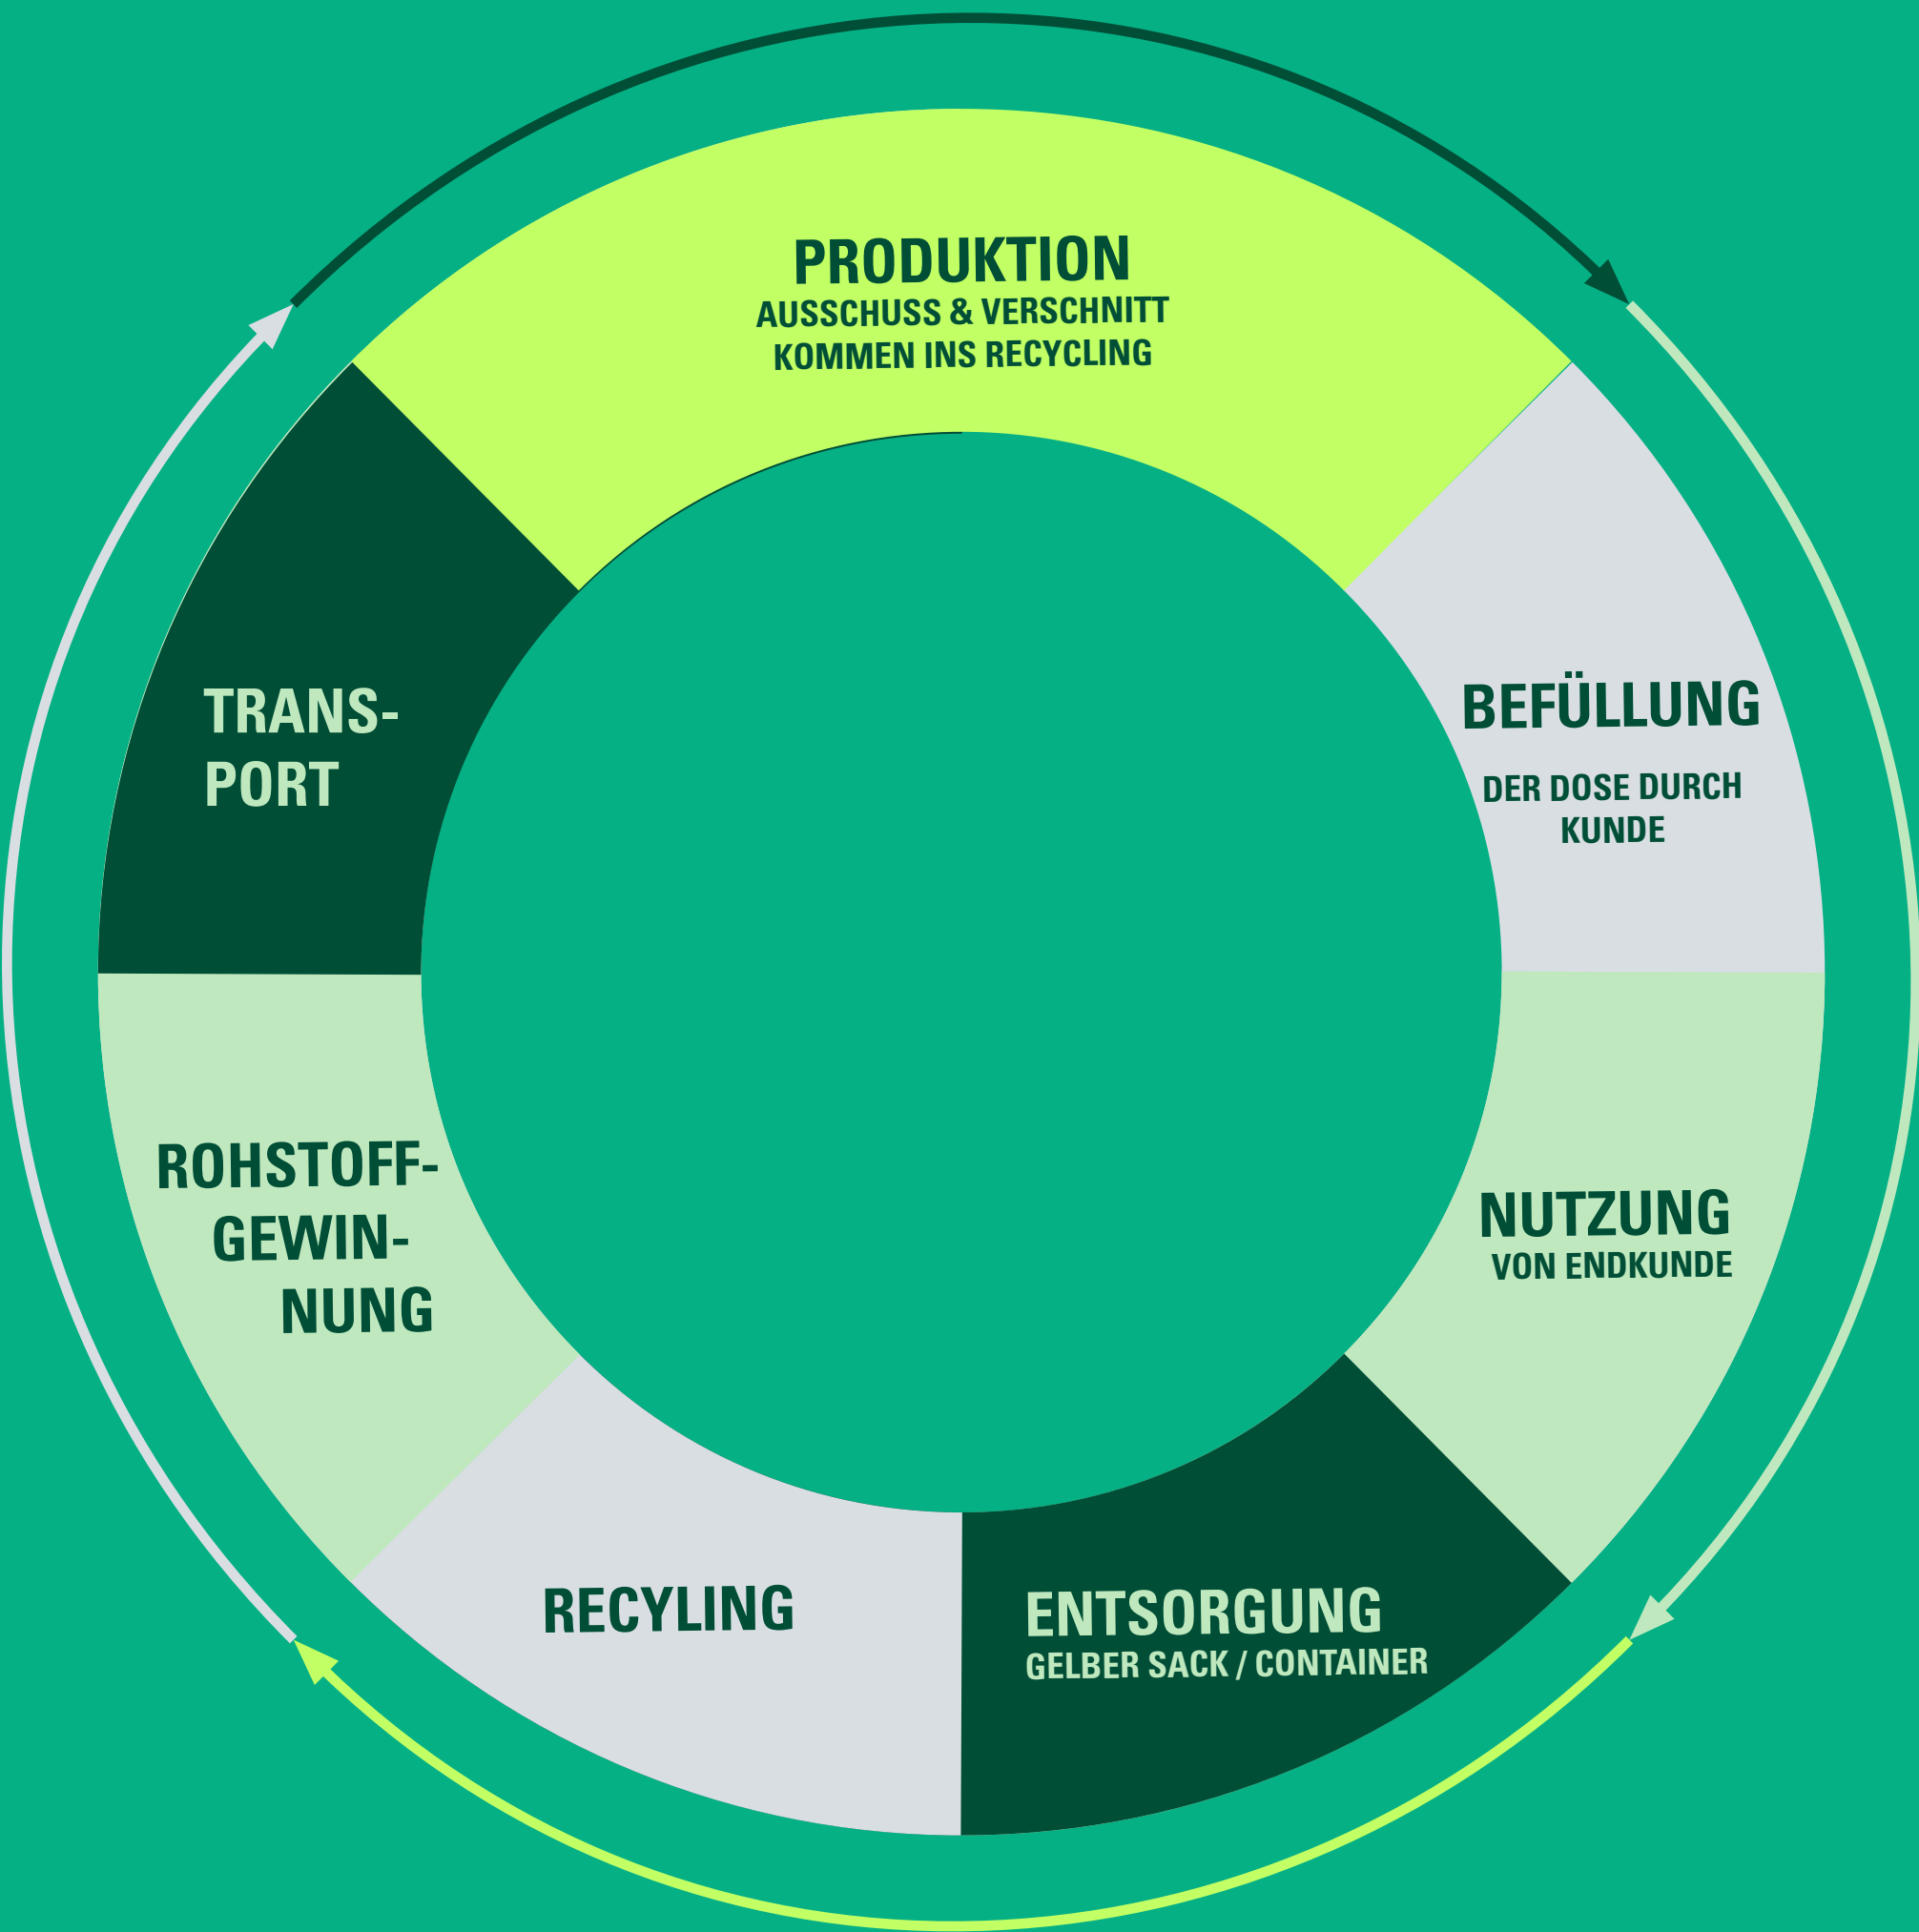 PRODUKTION
AUSSCHUSS & VERSCHNITT
KOMMEN INS RECYCLING
BEFÜLLUNG
DER DOSE DURCH
KUNDE
NUTZUNG
VON ENDKUNDE
ENTSORGUNG
GELBER SACK / CONTAINER
RECYLING
ROHSTOFF-
GEWIN-
NUNG
TRANS-
PORT